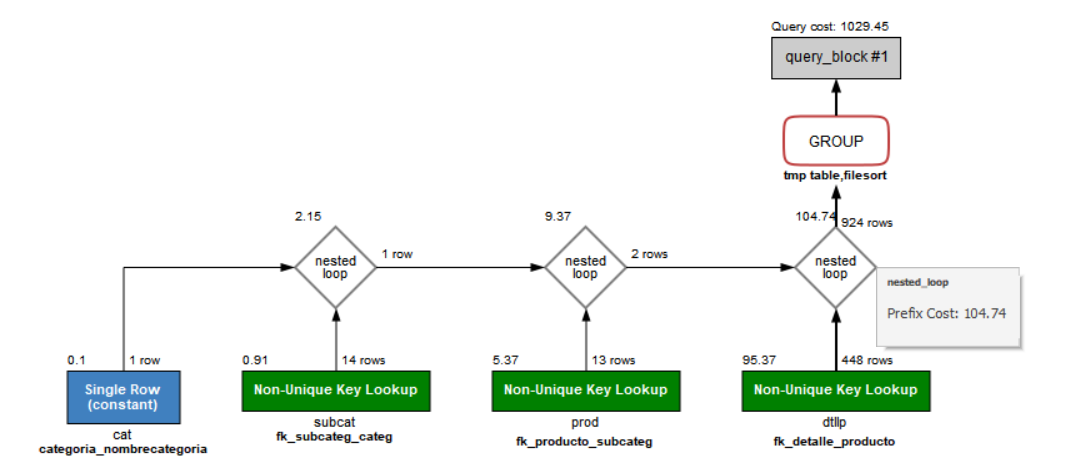 Query cost: 1029.45
query_block #1
GROUP
tmp table,filesort
2.15
9.37
104.74
924 rows
nested
loop
1 row
nested
loop
2 rows
nested
loop
nested_loop
Prefix Cost: 104.74
0.1
1 row
0.91
14 rows
5.37
13 rows
95.37
448 rows
Single Row
(constant)
Non-Unique Key Lookup
Non-Unique Key Lookup
Non-Unique Key Lookup
cat
categoria_nombrecategoria
subcat
fk_subcateg_categ
prod
fk_producto_subcateg
dtllp
fk_detalle_producto